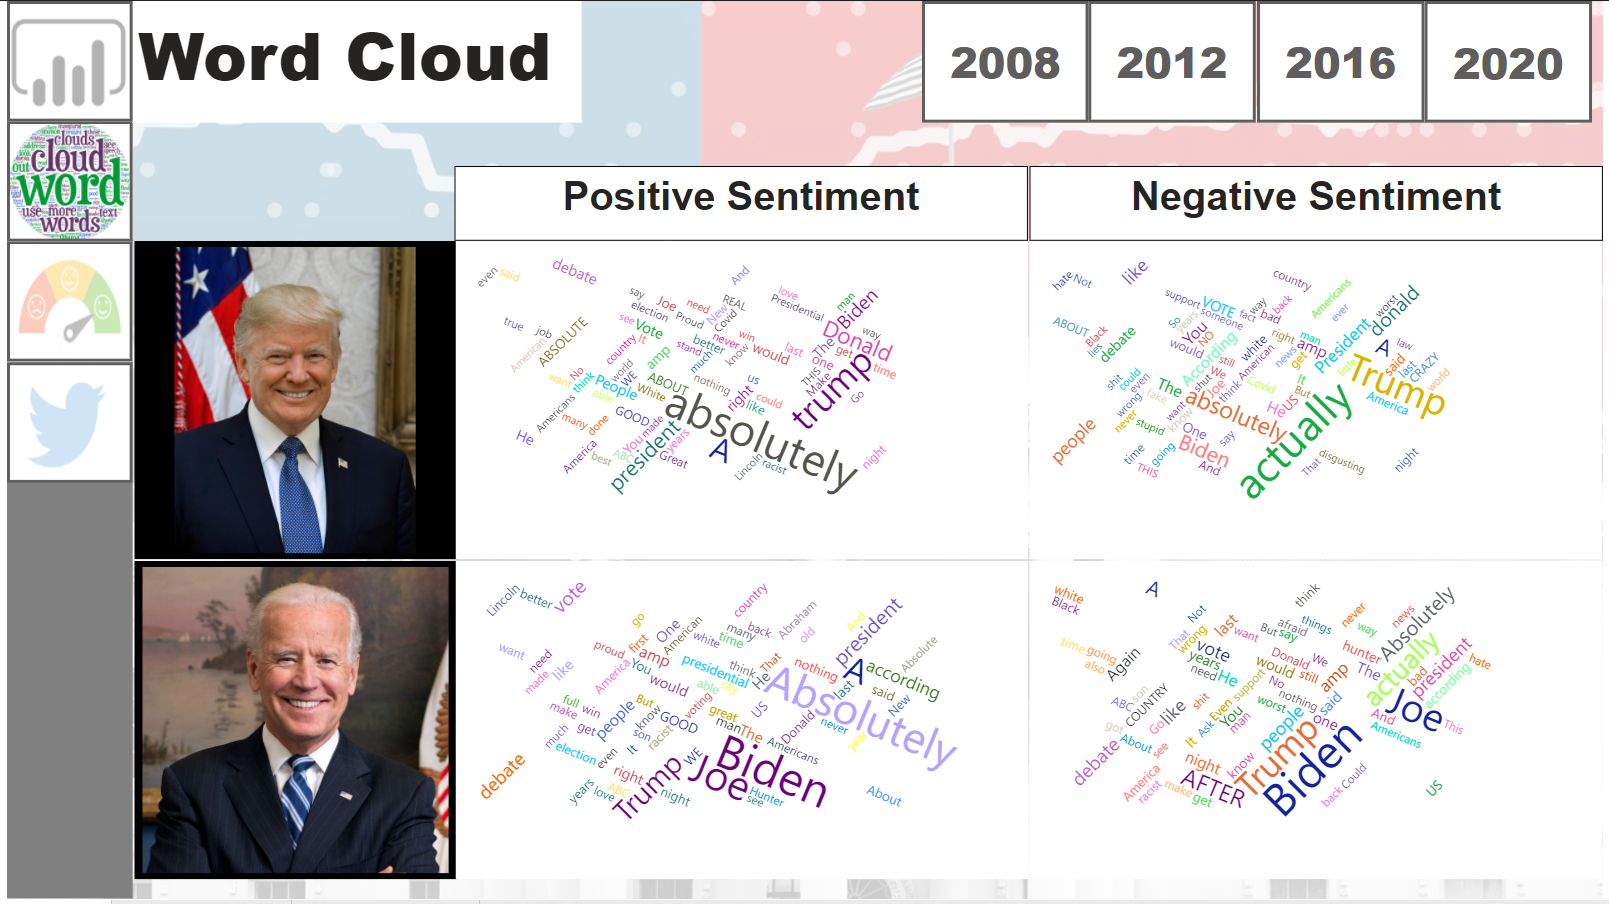 Word Cloud
2008
2012
2016
2020
clouds
cloud
out
word
use more text
words
Positive Sentiment
Negative Sentiment
even
said
debate
say
Joe
need
REAL
And
love
Presidential
man
Biden
election
Proud
New
Covid
true
job
ABSOLUTE
American
see
Vote
It
country
amp
stand
better
never
win
know
would
much
last
The
Donald
way
get
one
time
THIS
Make
trump
Go
No
world
WE
want
think
People
able
ABOUT
White
nothing
us
right
could
like
absolutely
Americans
many
done
GOOD
You
made
years
He
America
best
ABC
president
Great
A
Lincoln
racist
night
hate
Not
like
country
support
VOTE
someone
way
fact
back
bad
Americans
ever
worst
donald
ABOUT
Black
lies
debate
So
years
You
NO
would
According
still
white
American
news
right
man
amp
get
President
A
law
said
last
CRAZY
little
Trump
world
America
shit
could
even
wrong
fake
never
stupid
The
want
know
shut
We
Joe
think
Covid
It
But
US
He
absolutely
actually
people
time
going
THIS
One
say
Biden
And
That
disgusting
night
Lincoln
better
vote
go
first
One
American
country
many
time
white
back
Abraham
old
And
president
Absolute
want
need
made
like
proud
amp
America
You
would
presidential
able
say
think
He
That
nothing
A
according
last
said
New
full
win
make
get
much
people
But
know
son
GOOD
racist
voting
great
man
The
US
Donald
never
year
Absolutely
election
even
It
WE
Americans
debate
right
ABC
years
love
Trump
night
Joe
Biden
Hunter
see
About
white
Black
A
Not
That
wrong
last
want
think
afraid
But
say
things
never
way
news
Absolutely
time
going
also
Again
vote
years
need
He
Donald
We
would
still
No
hunter
amp
The
actually
bad
president
hate
according
ABC
son
COUNTRY
got
Go
like
shit
Even
support
You
Ask
man
worst
nothing
said
one
And
Joe
This
Americans
About
debate
see
It
people
night
know
Trump
Biden
America
racist
make
get
AFTER
back
Could
US